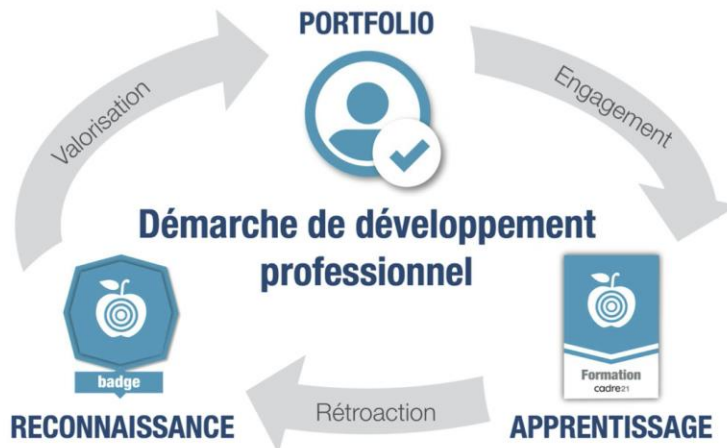 PORTFOLIO
Valorisation
Engagement
Démarche de développement
professionnel
badge
Formation
cadre21
RECONNAISSANCE
Rétroaction
APPRENTISSAGE